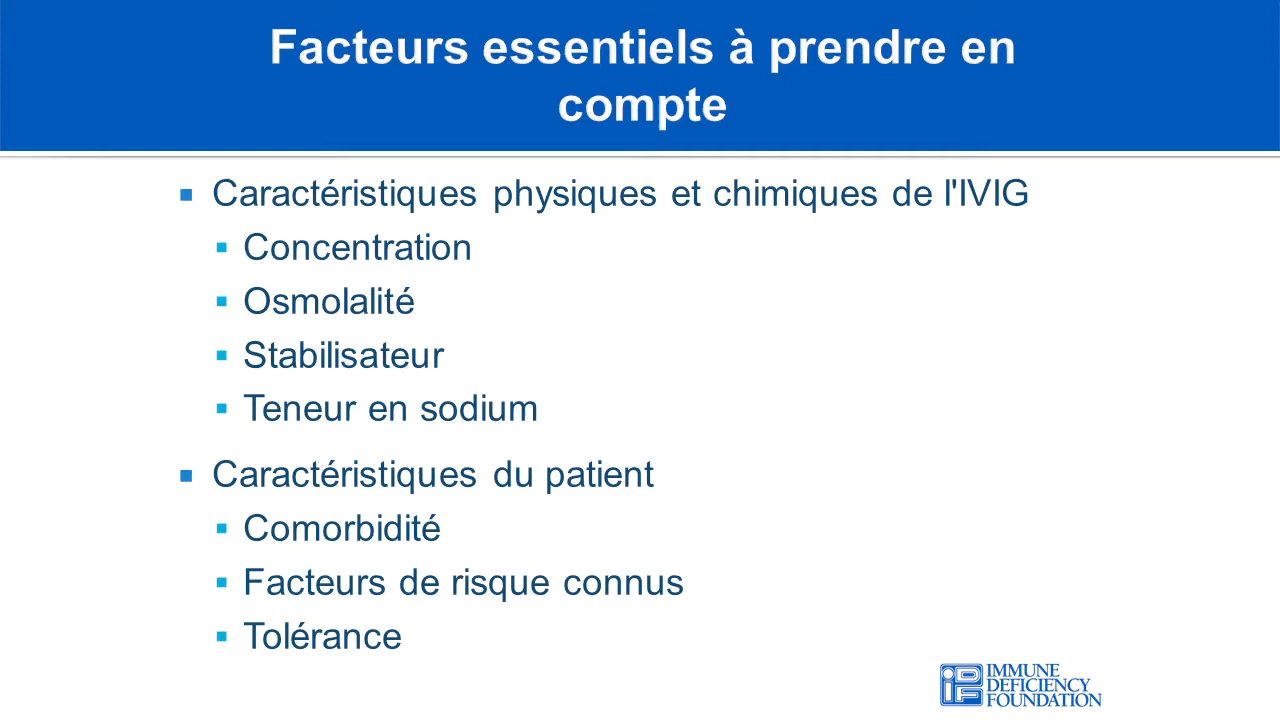 Facteurs essentiels à prendre en
compte
Caractéristiques physiques et chimiques de l'IVIG
Concentration
Osmolalité
Stabilisateur
Teneur en sodium
Caractéristiques du patient
Comorbidité
Facteurs de risque connus
Tolérance
IDF
IMMUNE
DEFICIENCY
FOUNDATION